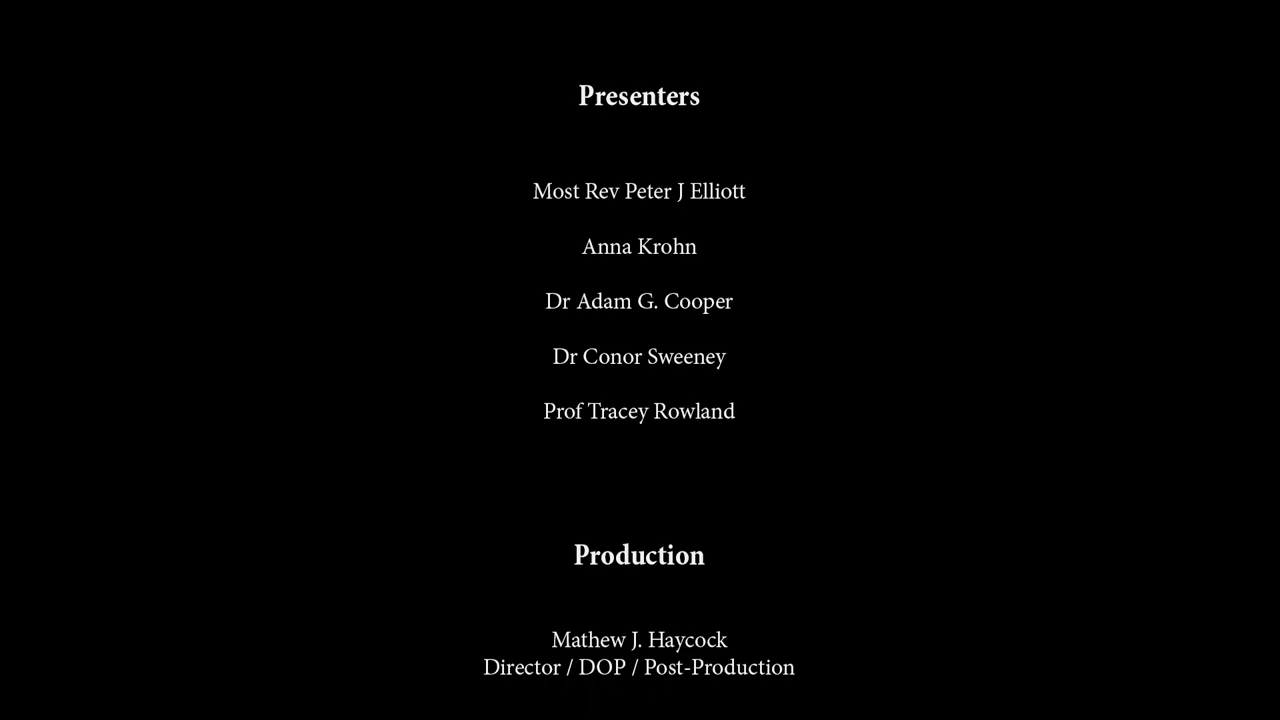 Presenters
Most Rev Peter J Elliott
Anna Krohn
Dr Adam G. Cooper
Dr Conor Sweeney
Prof Tracey Rowland
Production
Mathew J. Haycock
Director / DOP / Post-Production